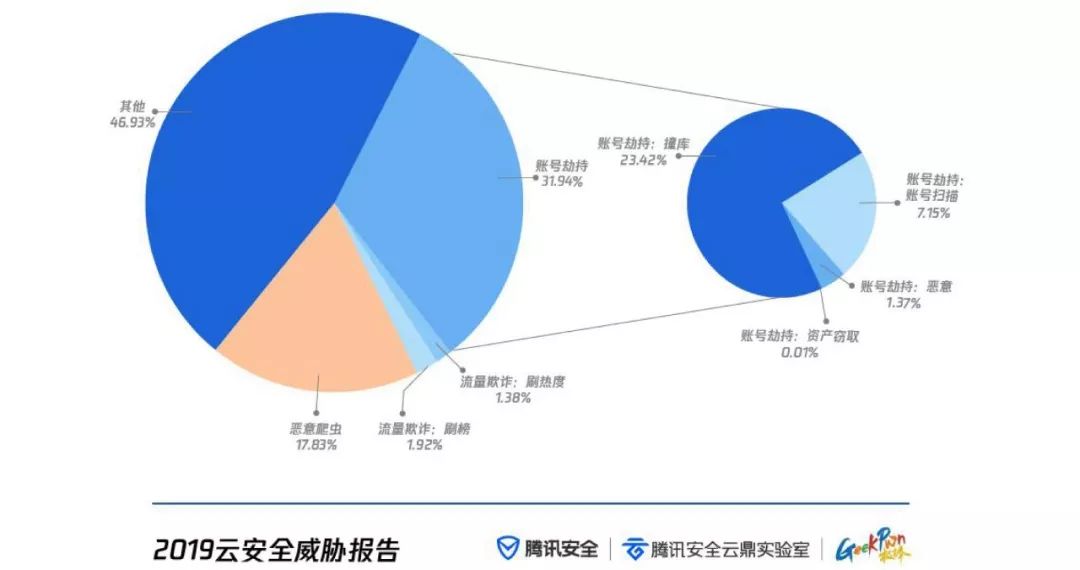 其他
46.93%
账号劫持
31.94%
流量欺诈：刷热度
1.38%
流量欺诈：刷榜
1.92%
恶意爬虫
17.83%
账号劫持：撞库
23.42%
账号劫持：
账号扫描
7.15%
账号劫持：恶意
1.37%
账号劫持：资产窃取
0.01%
2019云安全威胁报告
腾讯安全
腾讯安全云鼎实验室
GeekPwn
极棒